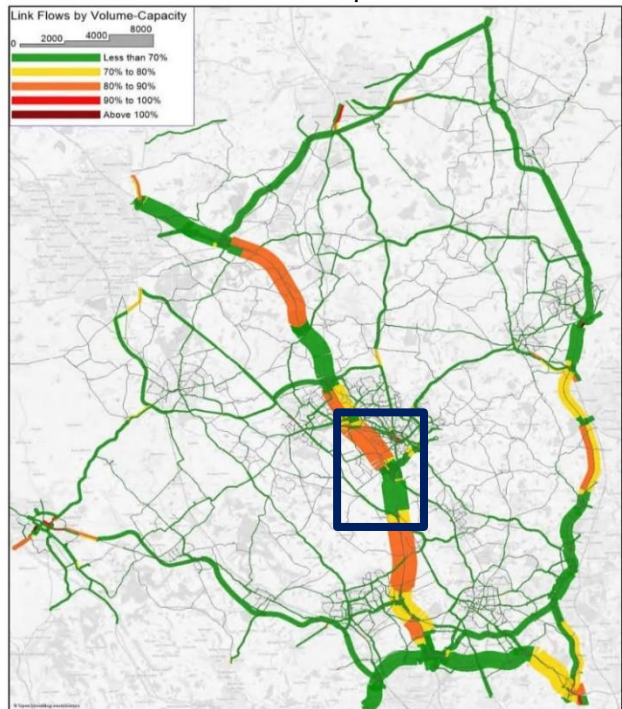 Link Flows by Volume-Capacity
0 2000 4000 8000
Less than 70%
70% to 80%
80% to 90%
90% to 100%
Above 100%